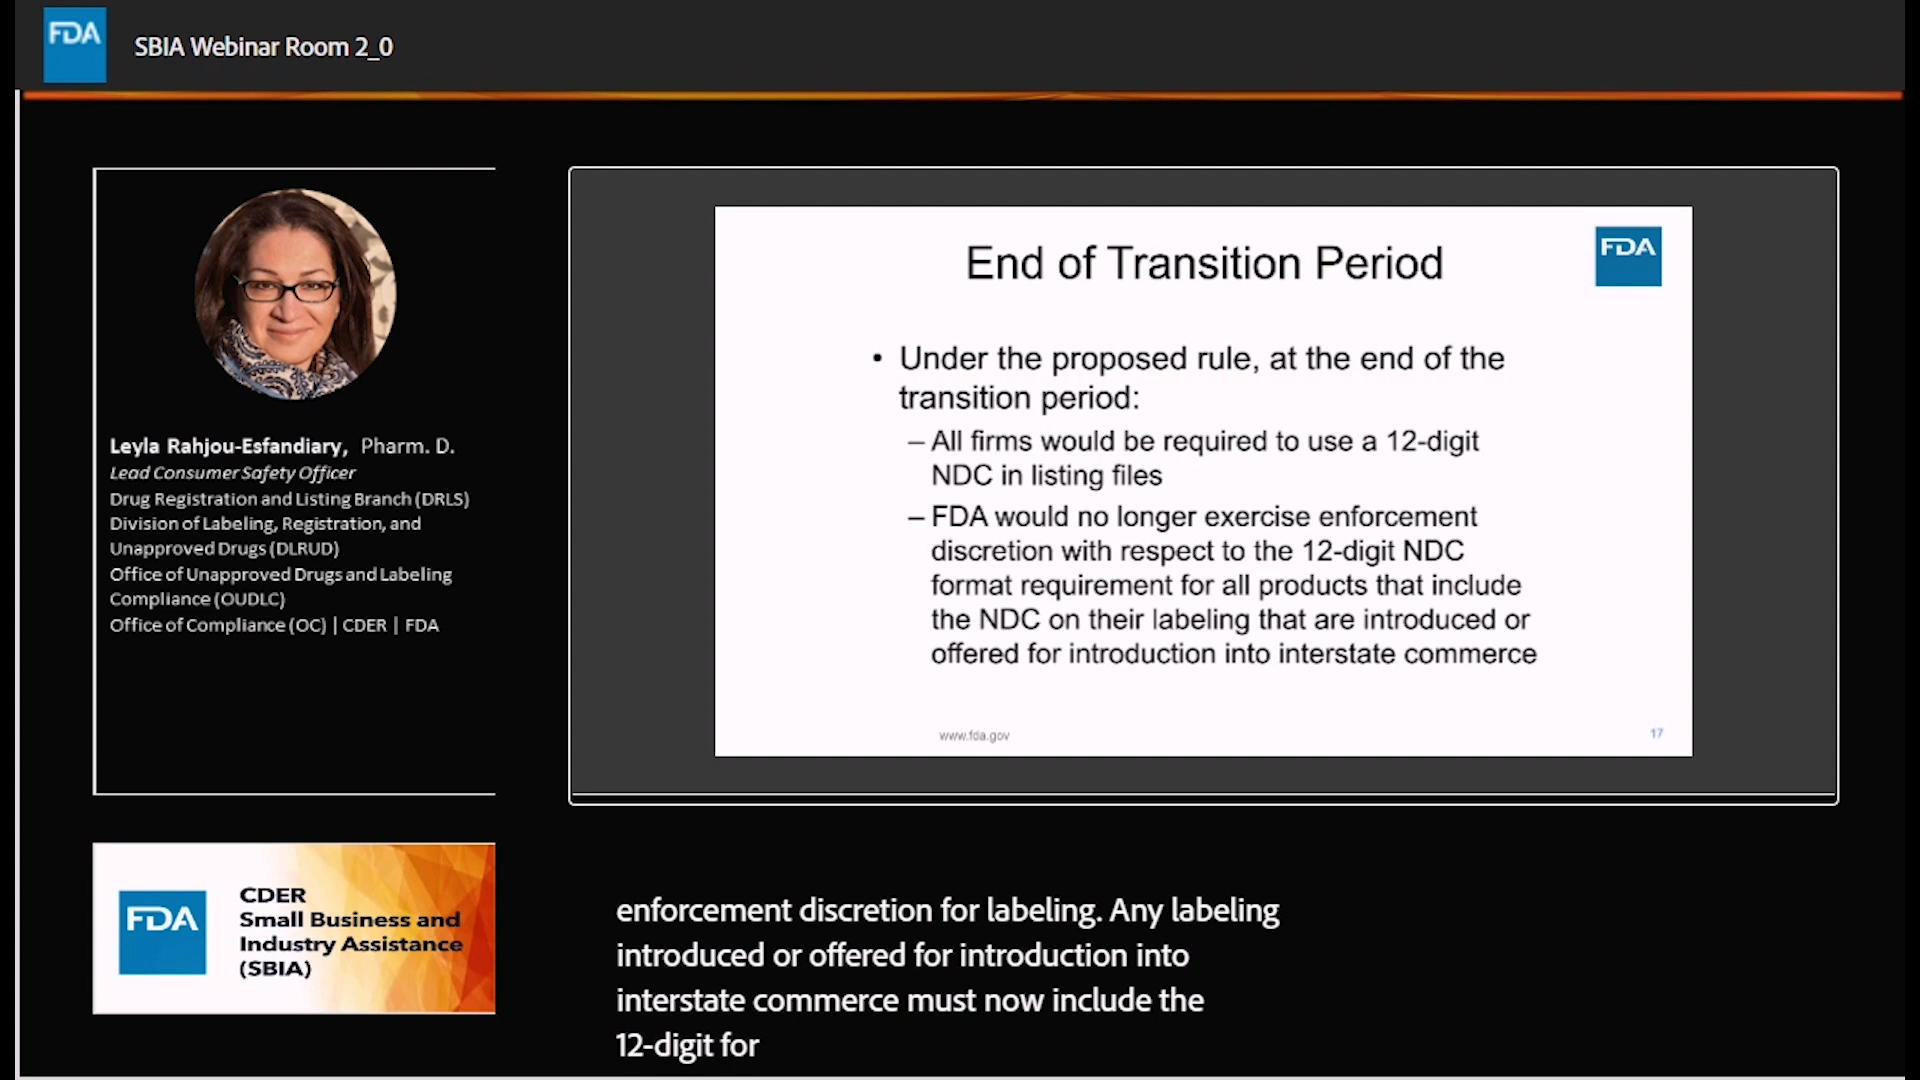 FDA
SBIA Webinar Room 2_0
Leyla Rahjou-Esfandiary, Pharm. D.
Lead Consumer Safety Officer
Drug Registration and Listing Branch (DRLS)
Division of Labeling, Registration, and
Unapproved Drugs (DLRUD)
Office of Unapproved Drugs and Labeling
Compliance (OUDLC)
Office of Compliance (OC) | CDER | FDA
End of Transition Period
FDA
• Under the proposed rule, at the end of the
transition period:
– All firms would be required to use a 12-digit
NDC in listing files
– FDA would no longer exercise enforcement
discretion with respect to the 12-digit NDC
format requirement for all products that include
the NDC on their labeling that are introduced or
offered for introduction into interstate commerce
www.fda.gov
17
FDA
CDER
Small Business and
Industry Assistance
(SBIA)
enforcement discretion for labeling. Any labeling
introduced or offered for introduction into
interstate commerce must now include the
12-digit for